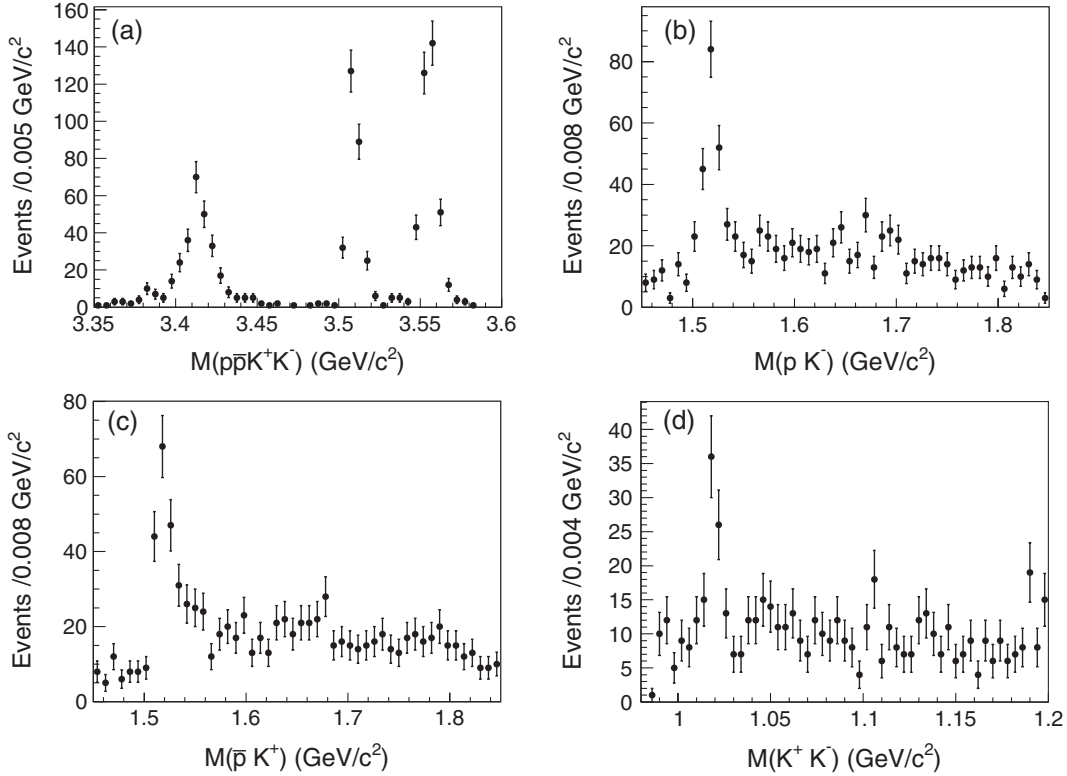 (a)
Events /0.005 GeV/c²
160
140
120
100
80
60
40
20
0
3.35 3.4 3.45 3.5 3.55 3.6
M(pp̅K⁺K⁻) (GeV/c²)
(b)
Events /0.008 GeV/c²
80
60
40
20
0
1.5 1.6 1.7 1.8
M(p K⁻) (GeV/c²)
(c)
Events /0.008 GeV/c²
80
60
40
20
0
1.5 1.6 1.7 1.8
M(p̅ K⁺) (GeV/c²)
(d)
Events /0.004 GeV/c²
40
35
30
25
20
15
10
5
0
1 1.05 1.1 1.15 1.2
M(K⁺ K⁻) (GeV/c²)